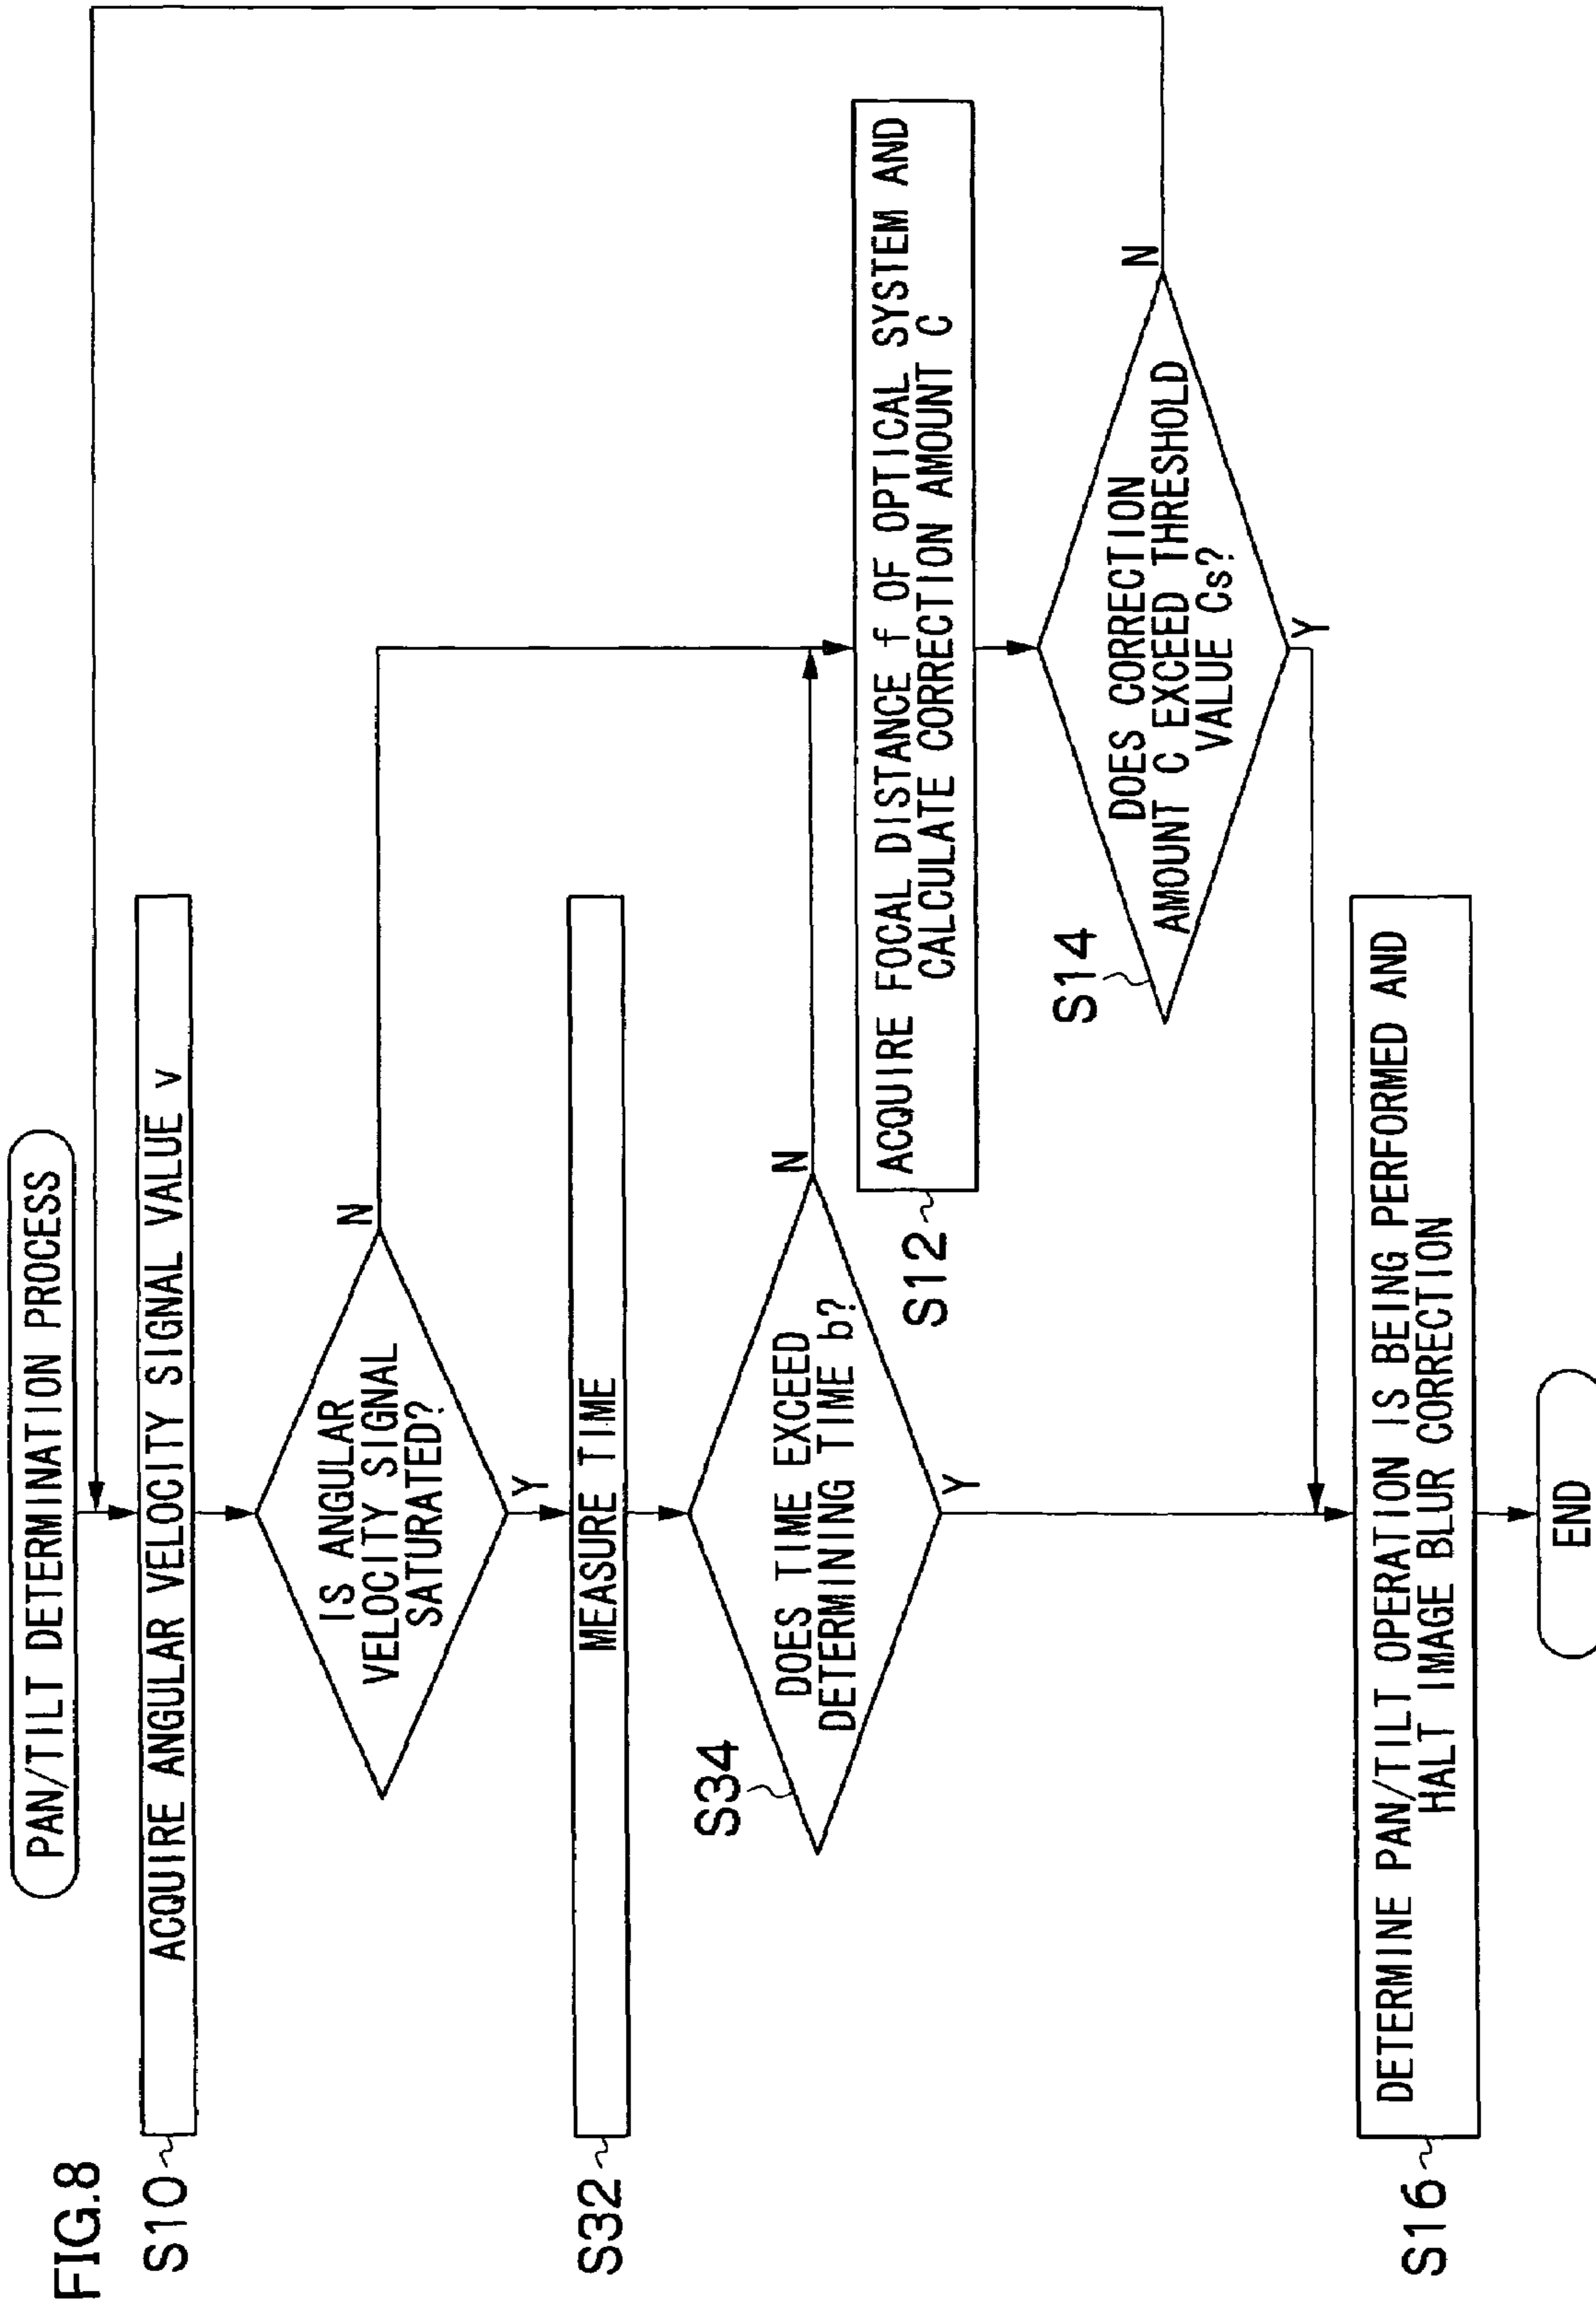 FIG.8
PAN/TILT DETERMINATION PROCESS
S10
ACQUIRE ANGULAR VELOCITY SIGNAL VALUE v
IS ANGULAR
VELOCITY SIGNAL
SATURATED?
N
Y
S32
MEASURE TIME
S34
DOES TIME EXCEED
DETERMINING TIME b?
N
Y
S12
ACQUIRE FOCAL DISTANCE f OF OPTICAL SYSTEM AND
CALCULATE CORRECTION AMOUNT C
S14
DOES CORRECTION
AMOUNT C EXCEED THRESHOLD
VALUE Cs?
N
Y
S16
DETERMINE PAN/TILT OPERATION IS BEING PERFORMED AND
HALT IMAGE BLUR CORRECTION
END